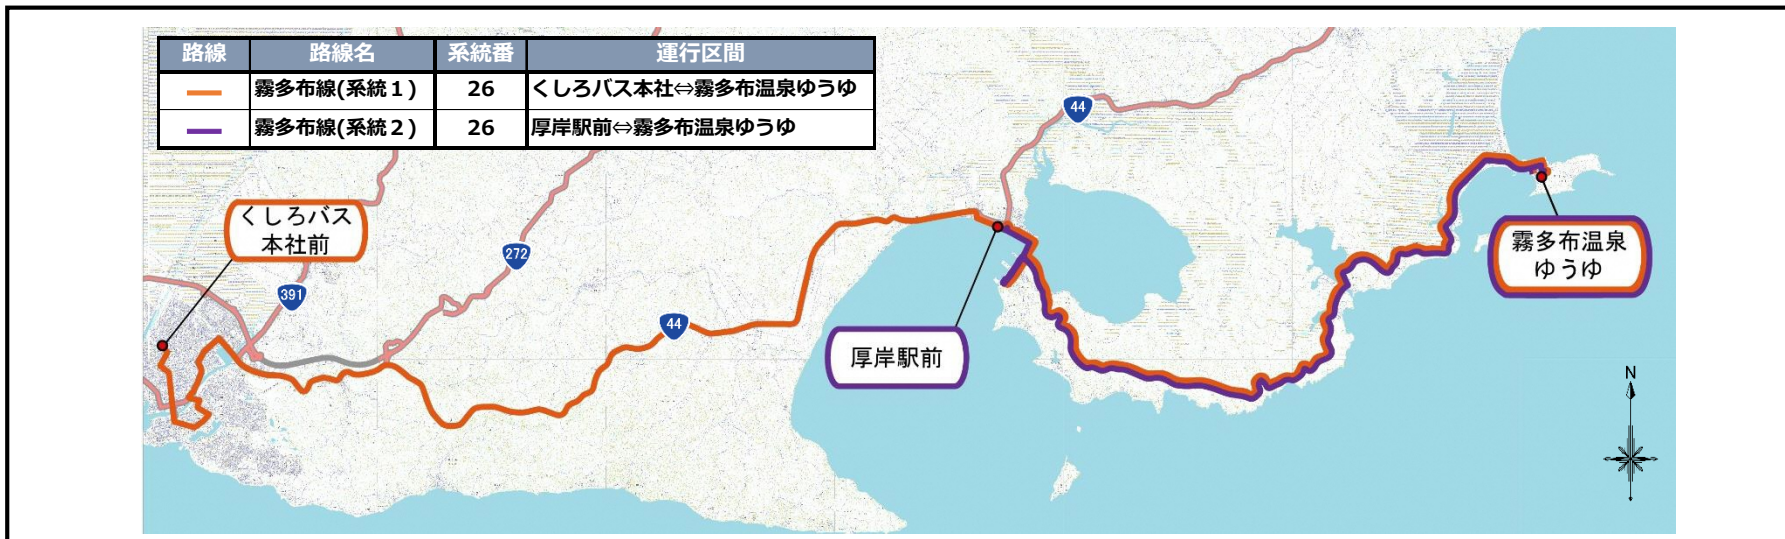 路線 路線名 系統番 運行区間
霧多布線(系統１) 26 くしろバス本社⇔霧多布温泉ゆうゆ
霧多布線(系統２) 26 厚岸駅前⇔霧多布温泉ゆうゆ
44
くしろバス
本社前
272
391
44
霧多布温泉
ゆうゆ
厚岸駅前
N